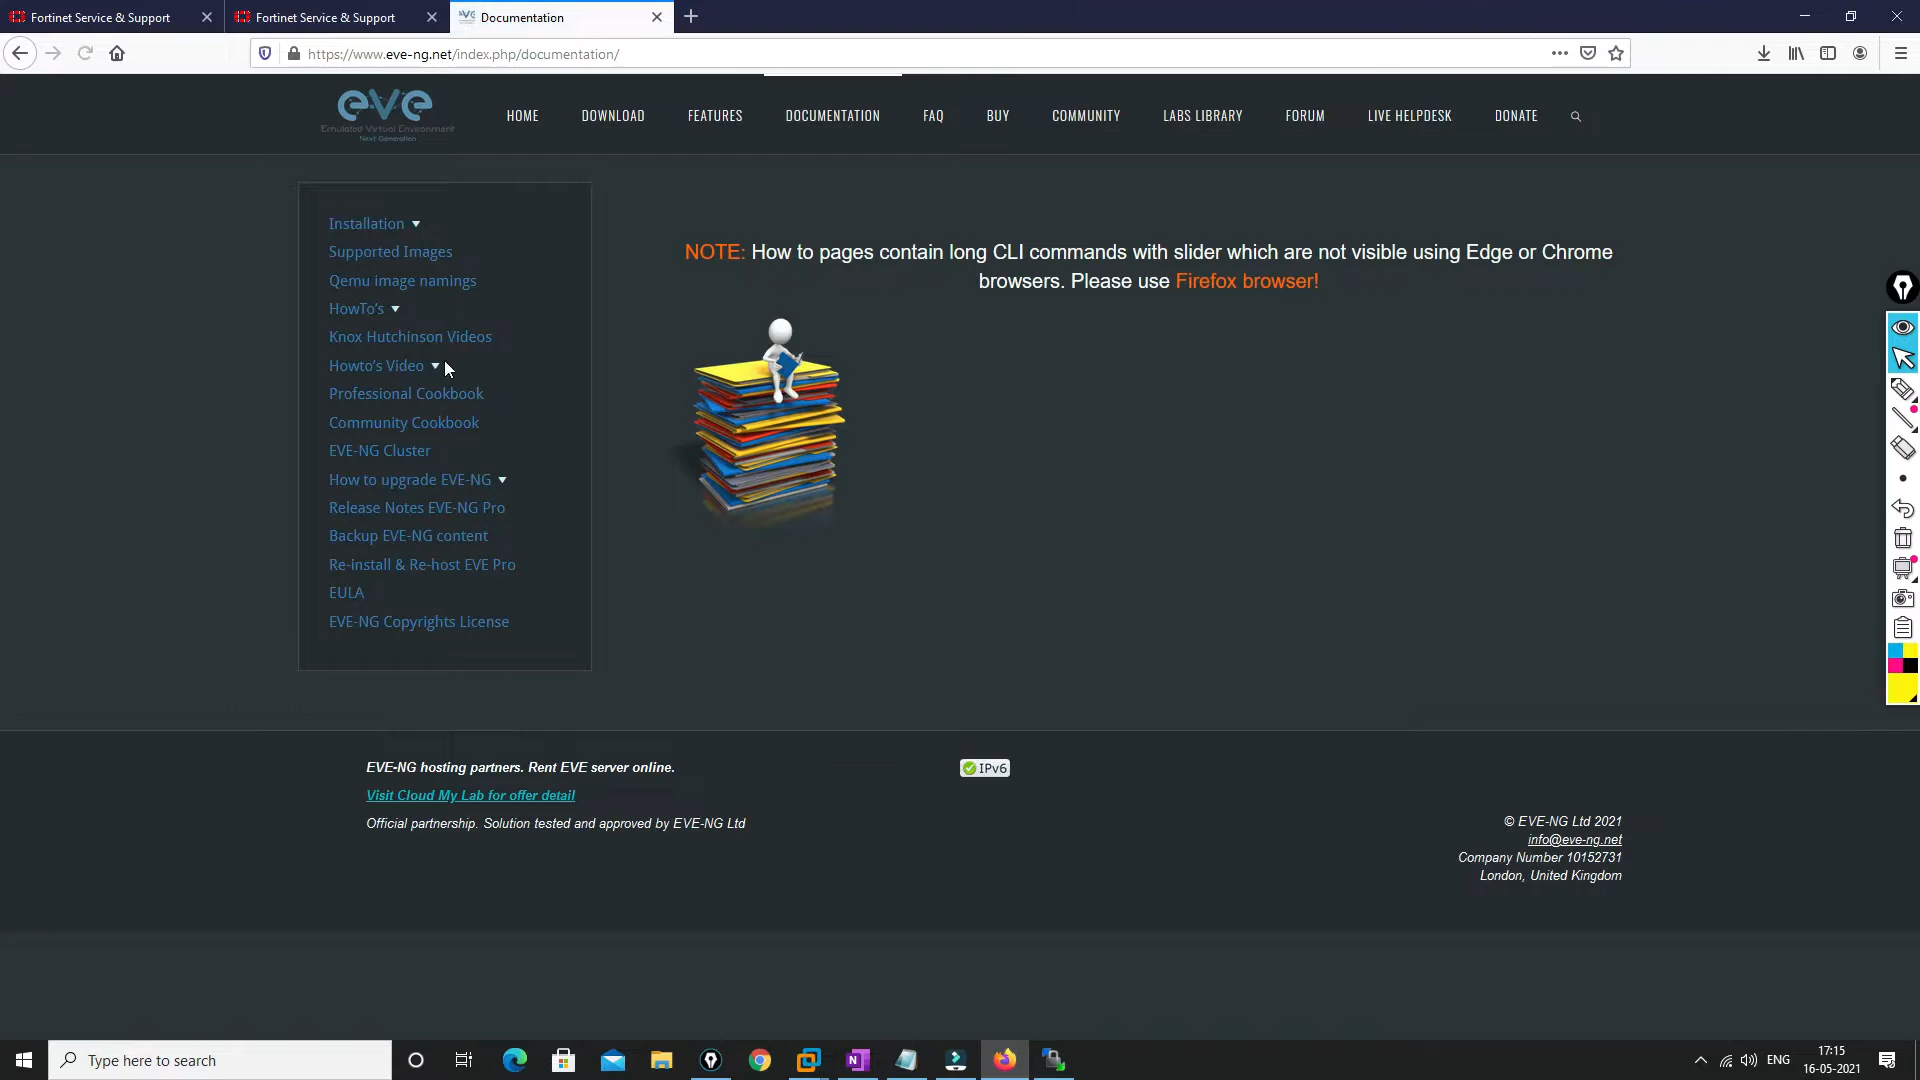 Fortinet Service & Support
Fortinet Service & Support
Documentation
https://www.eve-ng.net/index.php/documentation/
eve
Emulated Virtual Environment
Next Generation
HOME
DOWNLOAD
FEATURES
DOCUMENTATION
FAQ
BUY
COMMUNITY
LABS LIBRARY
FORUM
LIVE HELPDESK
DONATE
Installation
Supported Images
Qemu image namings
HowTo's
Knox Hutchinson Videos
Howto's Video
Professional Cookbook
Community Cookbook
EVE-NG Cluster
How to upgrade EVE-NG
Release Notes EVE-NG Pro
Backup EVE-NG content
Re-install & Re-host EVE Pro
EULA
EVE-NG Copyrights License
NOTE: How to pages contain long CLI commands with slider which are not visible using Edge or Chrome
browsers. Please use Firefox browser!
EVE-NG hosting partners. Rent EVE server online.
Visit Cloud My Lab for offer detail
Official partnership. Solution tested and approved by EVE-NG Ltd
IPv6
© EVE-NG Ltd 2021
info@eve-ng.net
Company Number 10152731
London, United Kingdom
Type here to search
ENG
17:15
16-05-2021